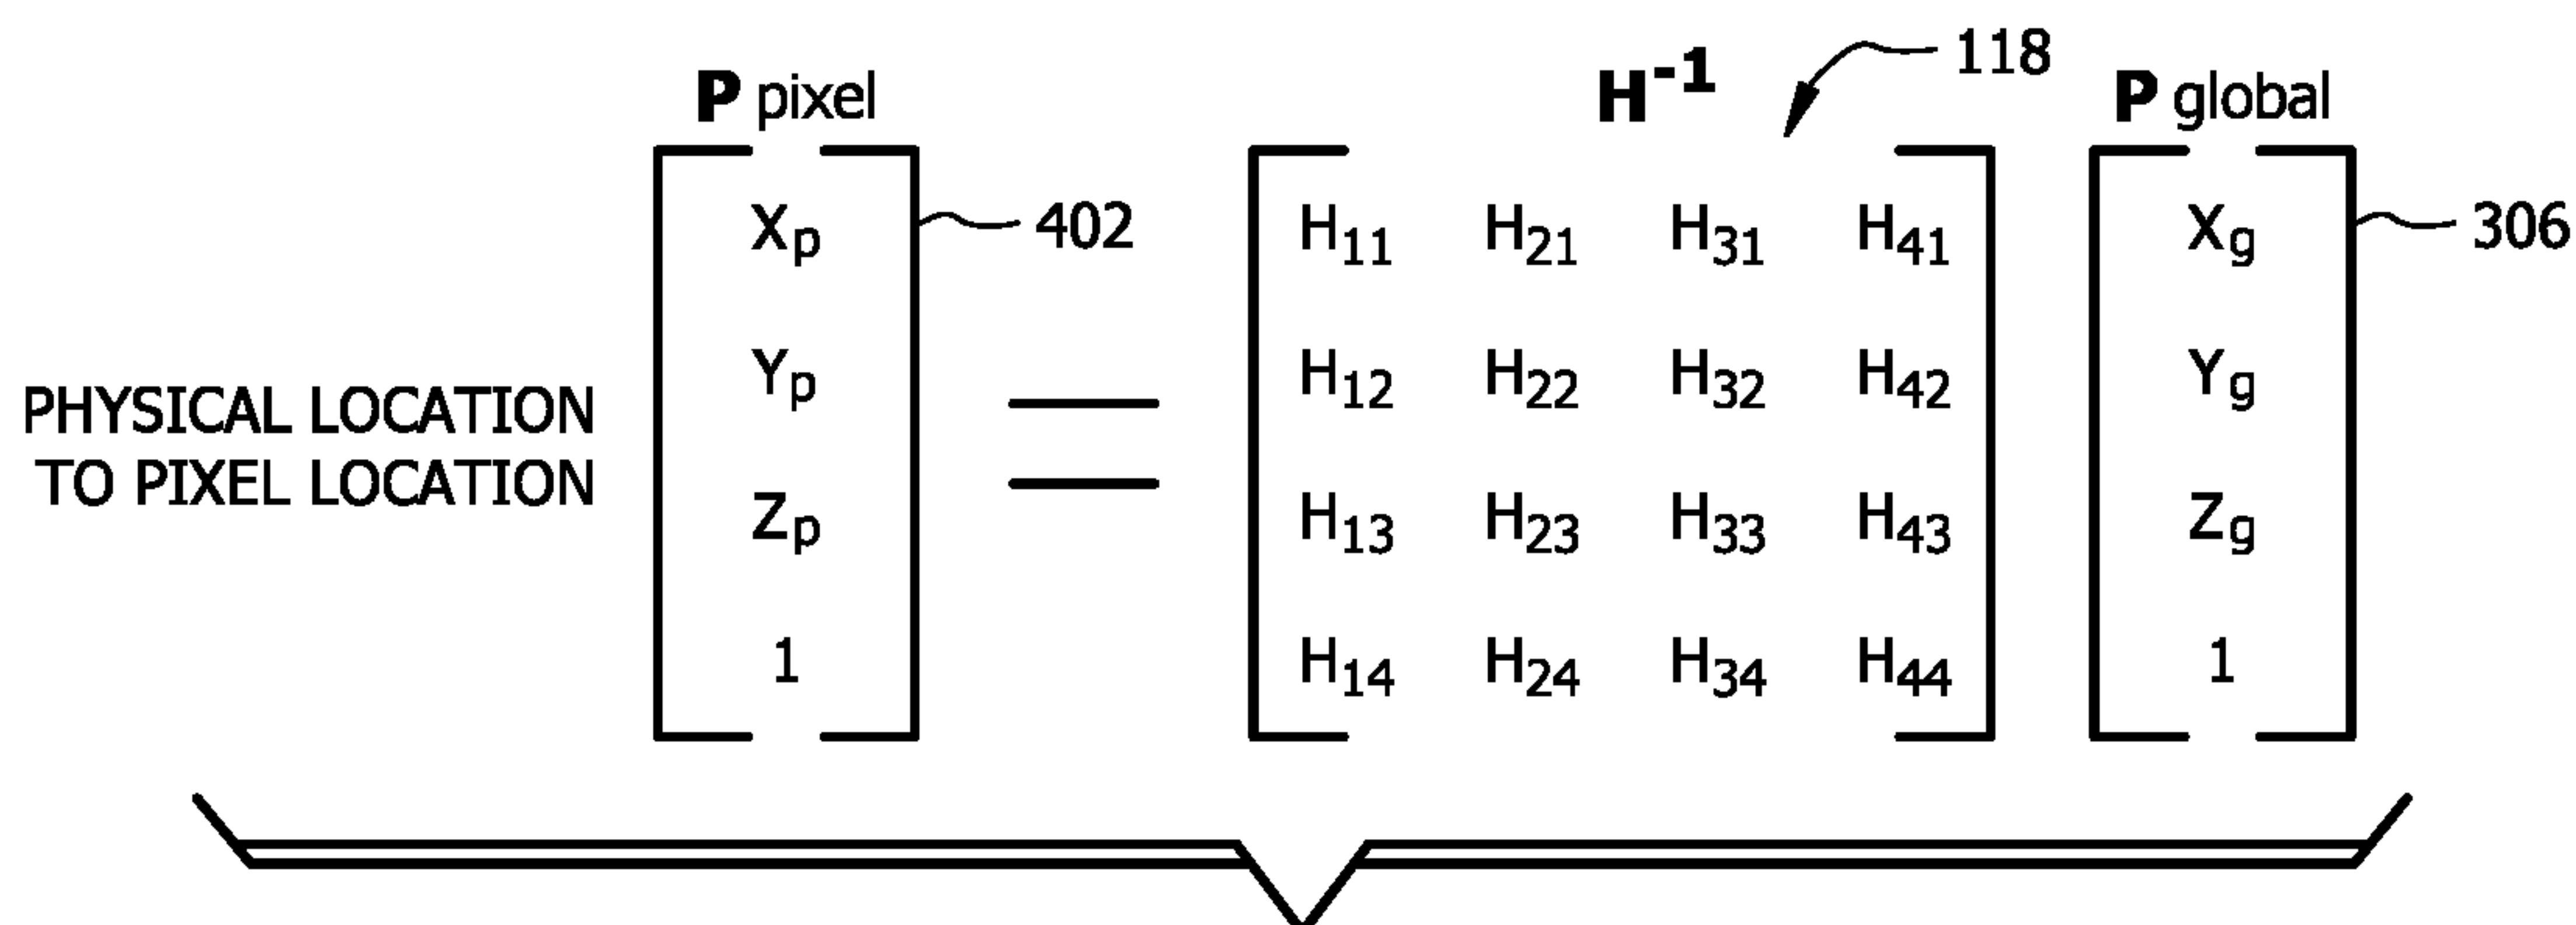 P pixel H-1 118 P global
Xp 402 H11 H21 H31 H41 Xg 306
Yp H12 H22 H32 H42 Yg
PHYSICAL LOCATION
TO PIXEL LOCATION
Zp H13 H23 H33 H43 Zg
1 H14 H24 H34 H44 1